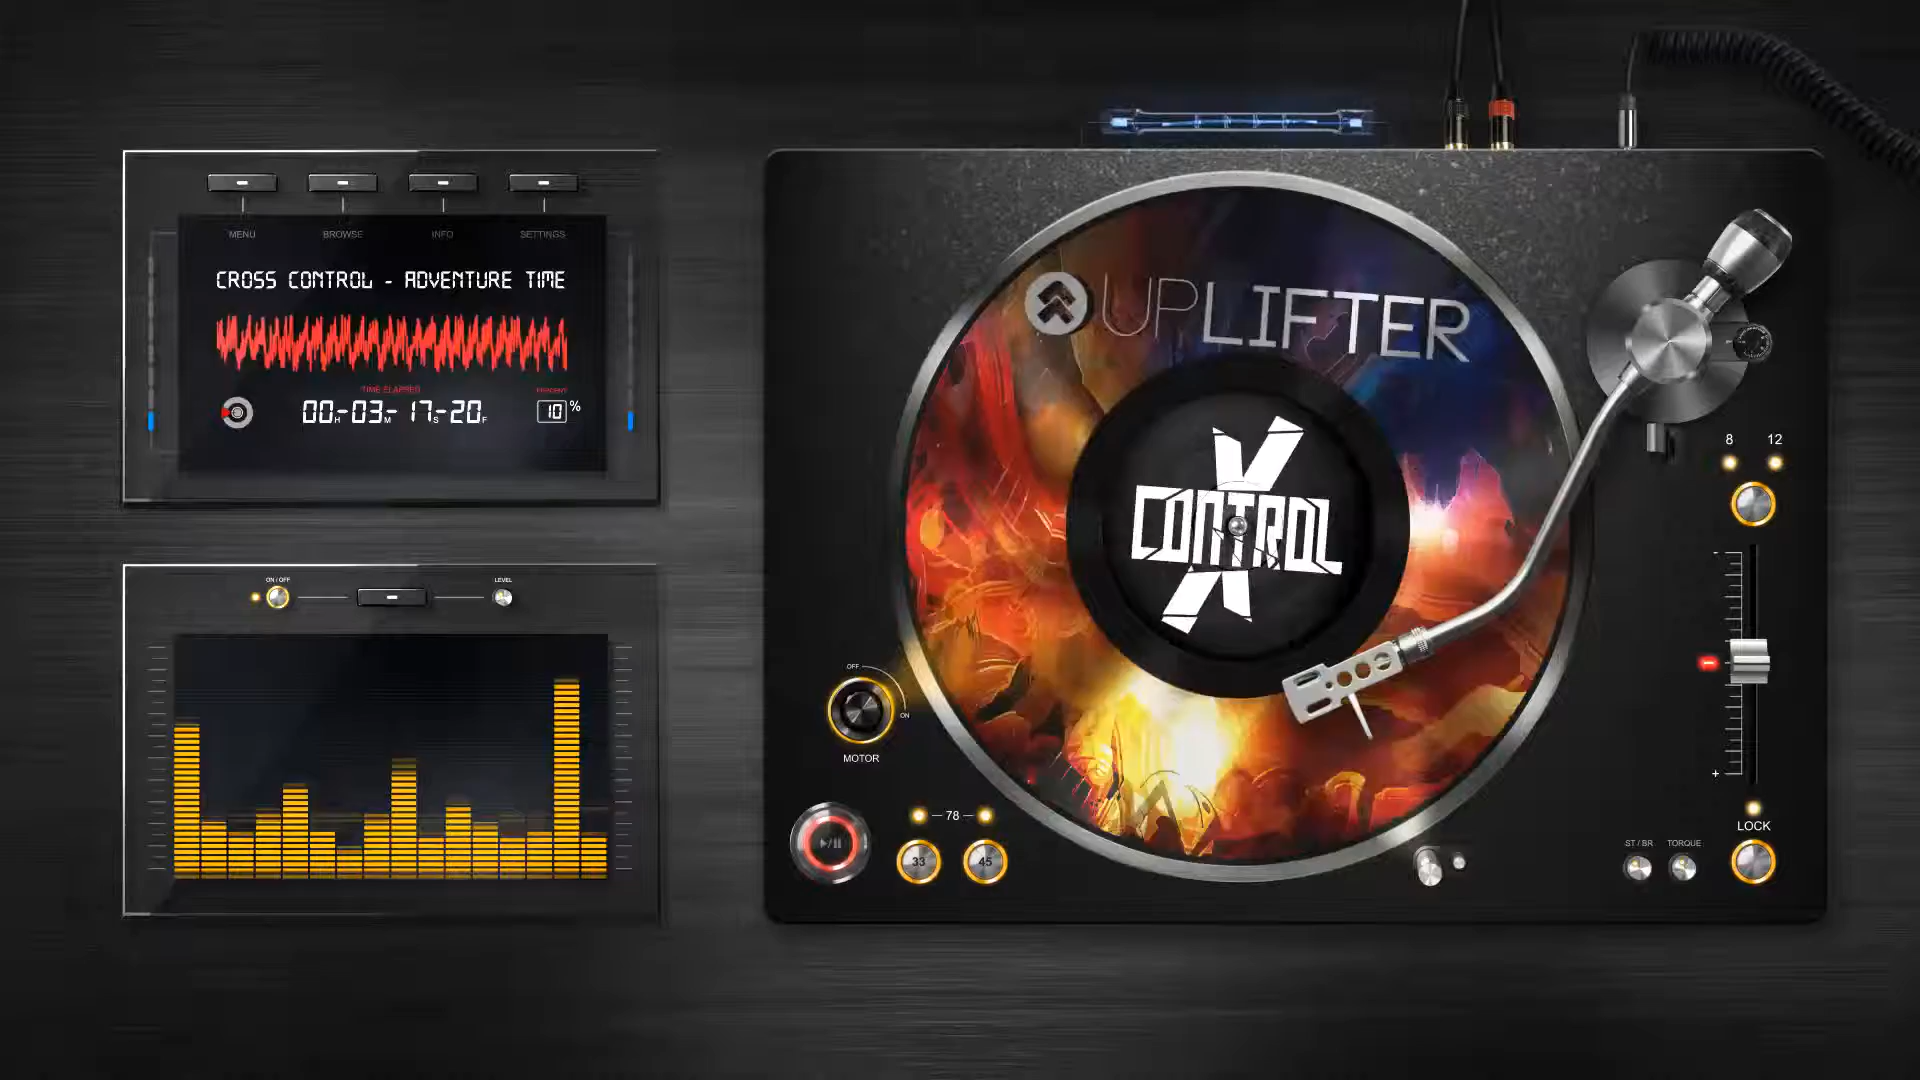 MENU BROWSE INFO SETTINGS
CROSS CONTROL - ADVENTURE TIME
TIME ELAPSED
PERCENT
00H-03M-17S-20F
10 %
ON / OFF
LEVEL
UPLIFTER
X
CONTROL
8 12
OFF
ON
MOTOR
- 78 -
33 45
-
+
LOCK
ST / BR TORQUE